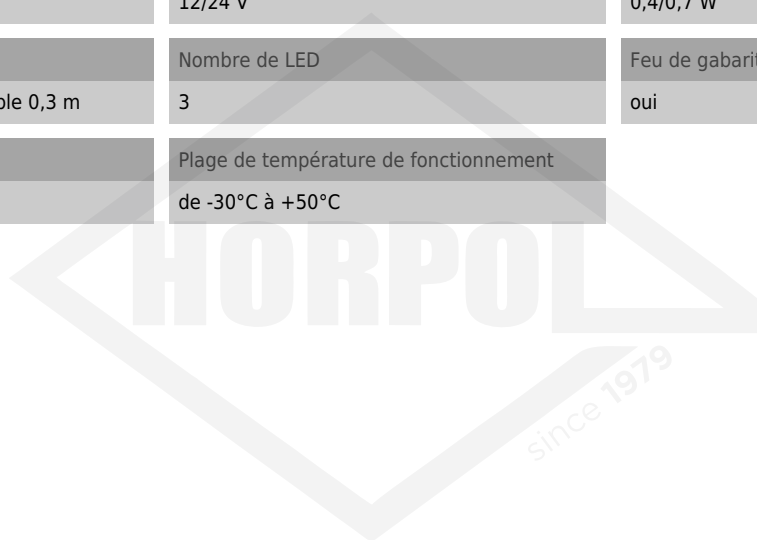 12/24 V
0,4/0,7 W
Nombre de LED
Feu de gabarit
0,3 m
3
oui
Plage de température de fonctionnement
de -30°C à +50°C
HORPOL
since 1979